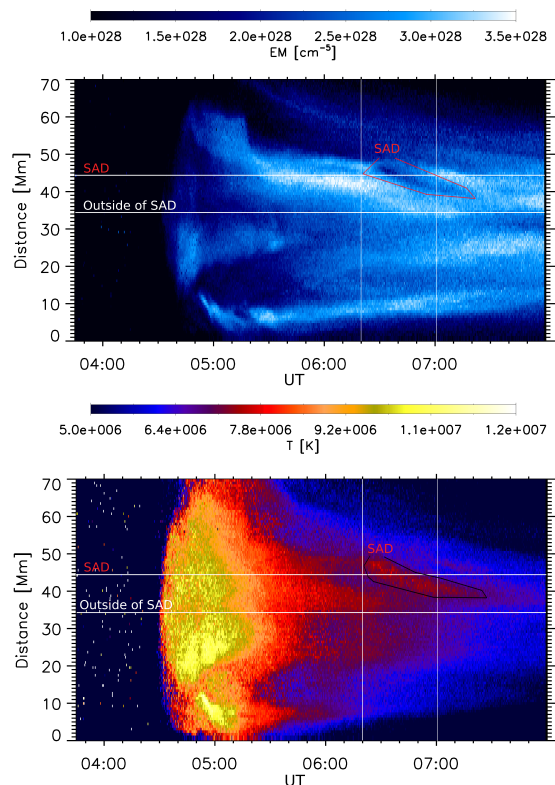 1.0e+028 1.5e+028 2.0e+028 2.5e+028 3.0e+028 3.5e+028
EM [cm⁻⁵]
70
60
50
40
30
20
10
0
Distance [Mm]
SAD
SAD
Outside of SAD
04:00 05:00 06:00 07:00
UT
5.0e+006 6.4e+006 7.8e+006 9.2e+006 1.1e+007 1.2e+007
T [K]
70
60
50
40
30
20
10
0
Distance [Mm]
SAD
SAD
Outside of SAD
04:00 05:00 06:00 07:00
UT